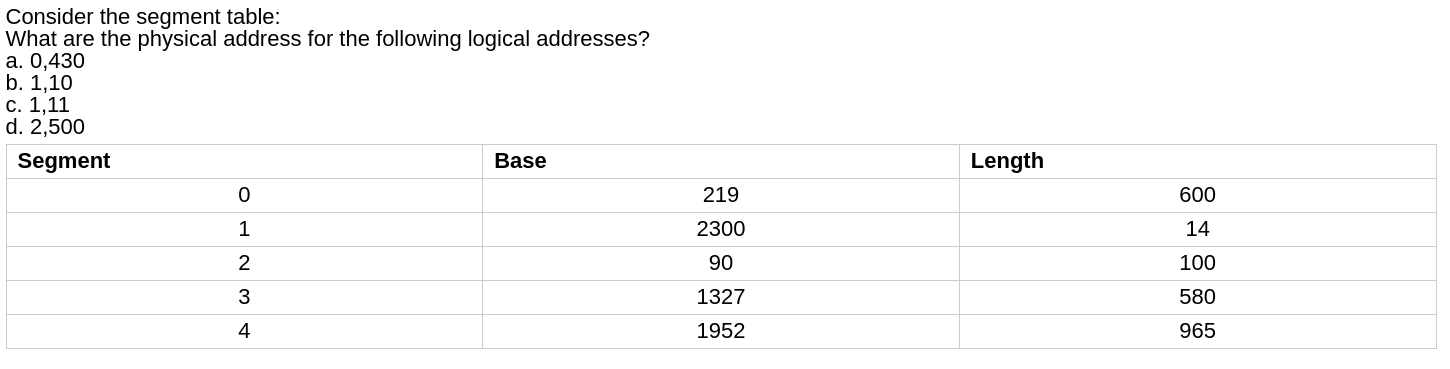 Consider the segment table:
What are the physical address for the following logical addresses?
a. 0,430
b. 1,10
c. 1,11
d. 2,500
Segment Base Length
0 219 600
1 2300 14
2 90 100
3 1327 580
4 1952 965